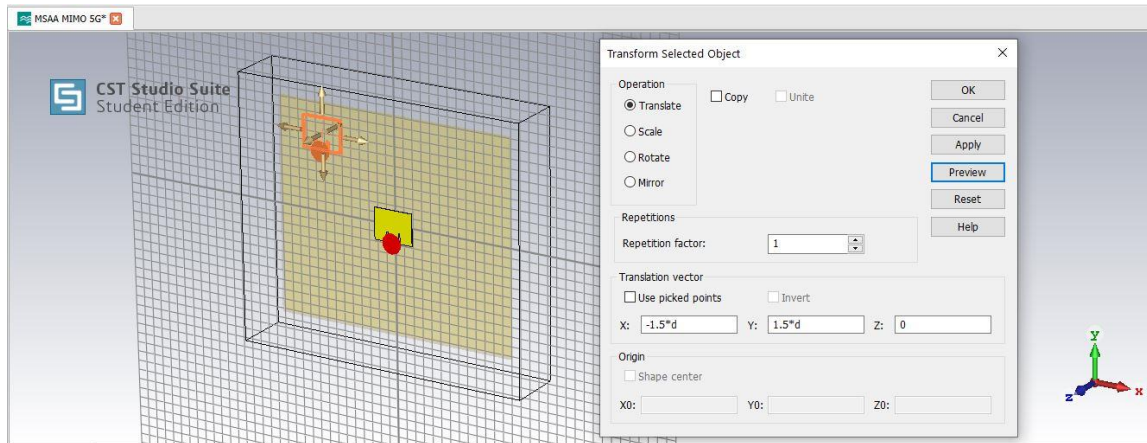 MSAA MIMO 5G*
CST Studio Suite
Student Edition
Transform Selected Object
Operation
Translate
Scale
Rotate
Mirror
Copy
Unite
OK
Cancel
Apply
Preview
Reset
Help
Repetitions
Repetition factor:
1
Translation vector
Use picked points
Invert
X: -1.5*d Y: 1.5*d Z: 0
Origin
Shape center
X0: Y0: Z0:
y
z x